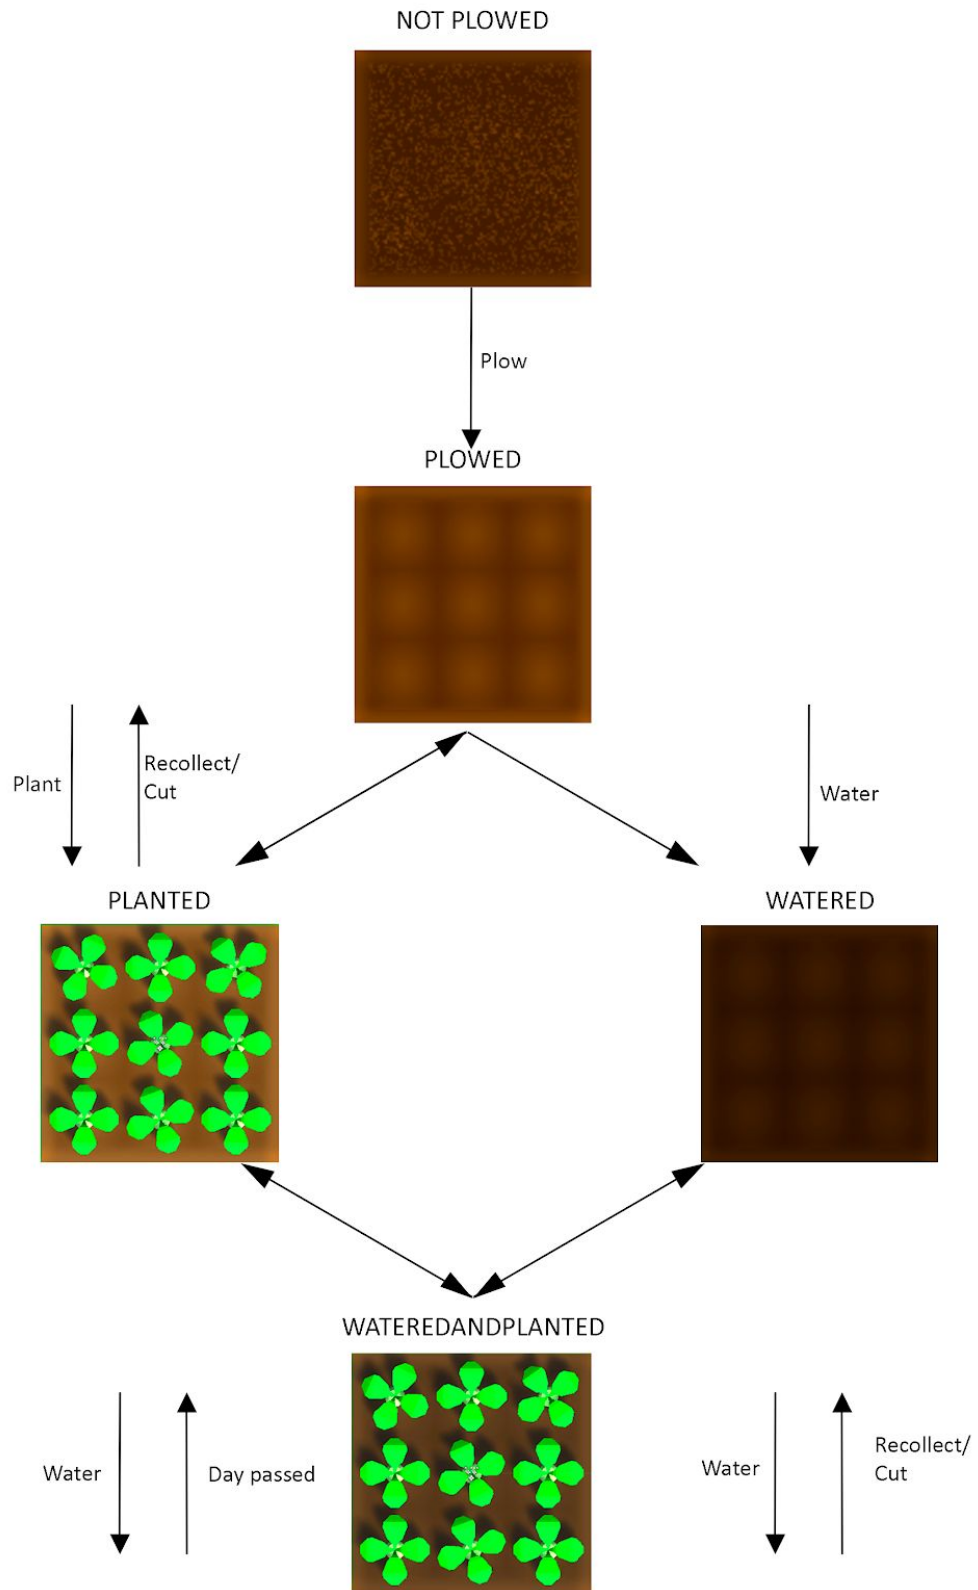 NOT PLOWED
Plow
PLOWED
Plant
Recollect/
Cut
Water
PLANTED
WATERED
WATEREDANDPLANTED
Water
Day passed
Water
Recollect/
Cut